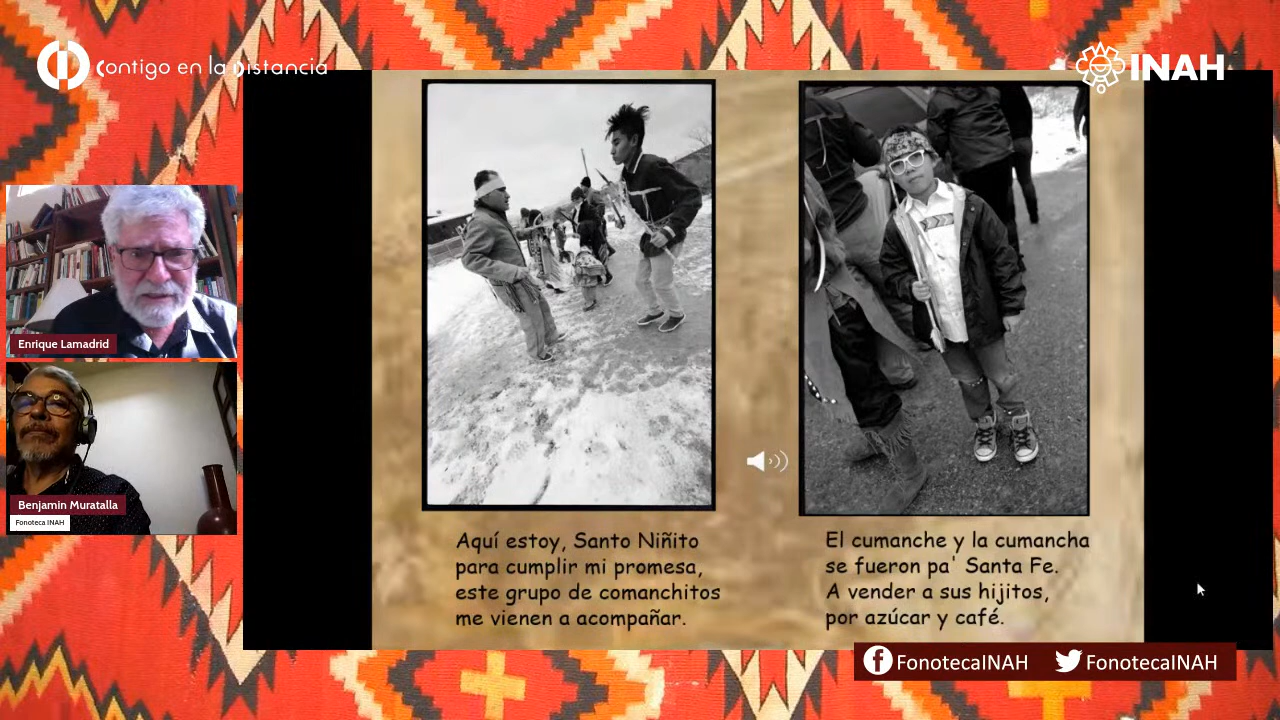 Contigo en la Distancia
INAH
Enrique Lamadrid
Benjamin Muratalla
Fonoteca INAH
Aquí estoy, Santo Niñito
para cumplir mi promesa,
este grupo de comanchitos
me vienen a acompañar.
El cumanche y la cumancha
se fueron pa' Santa Fe.
A vender a sus hijitos,
por azúcar y café.
FonotecaINAH
FonotecaINAH